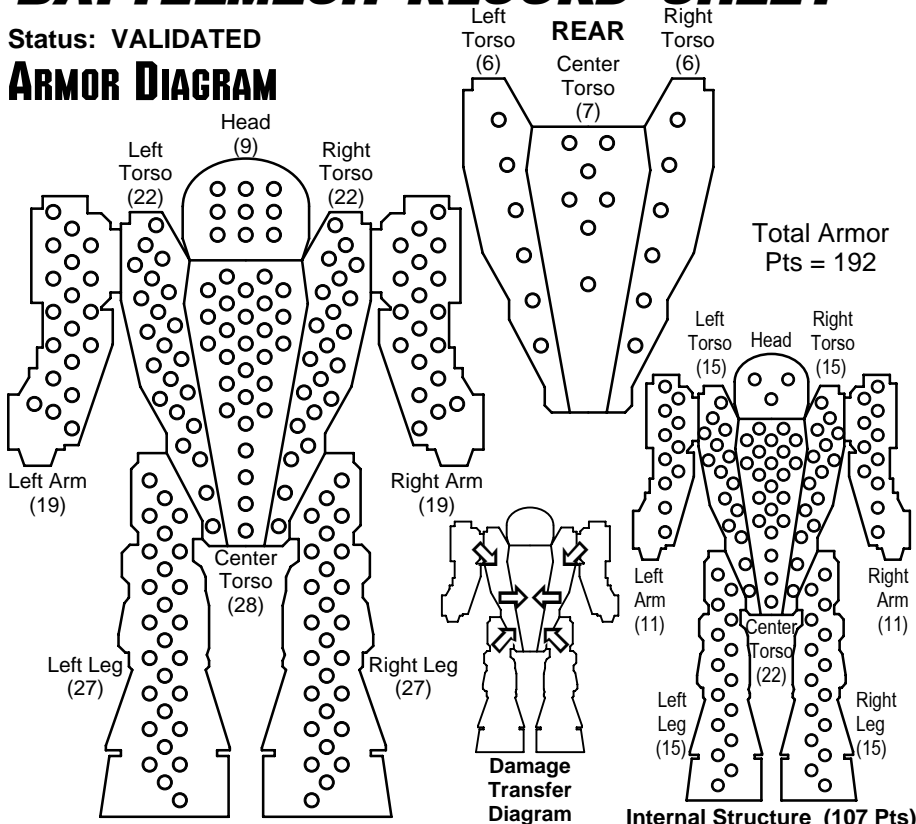 BATTLEMECH RECORD SHEET
Status: VALIDATED
ARMOR DIAGRAM
Left
Torso
(22)
Head
(9)
Right
Torso
(22)
Left Arm
(19)
Right Arm
(19)
Center
Torso
(28)
Left Leg
(27)
Right Leg
(27)
REAR
Left
Torso
(6)
Center
Torso
(7)
Right
Torso
(6)
Total Armor
Pts = 192
Damage
Transfer
Diagram
Left
Torso
(15)
Head
Right
Torso
(15)
Left
Arm
(11)
Right
Arm
(11)
Center
Torso
(22)
Left
Leg
(15)
Right
Leg
(15)
Internal Structure (107 Pts)